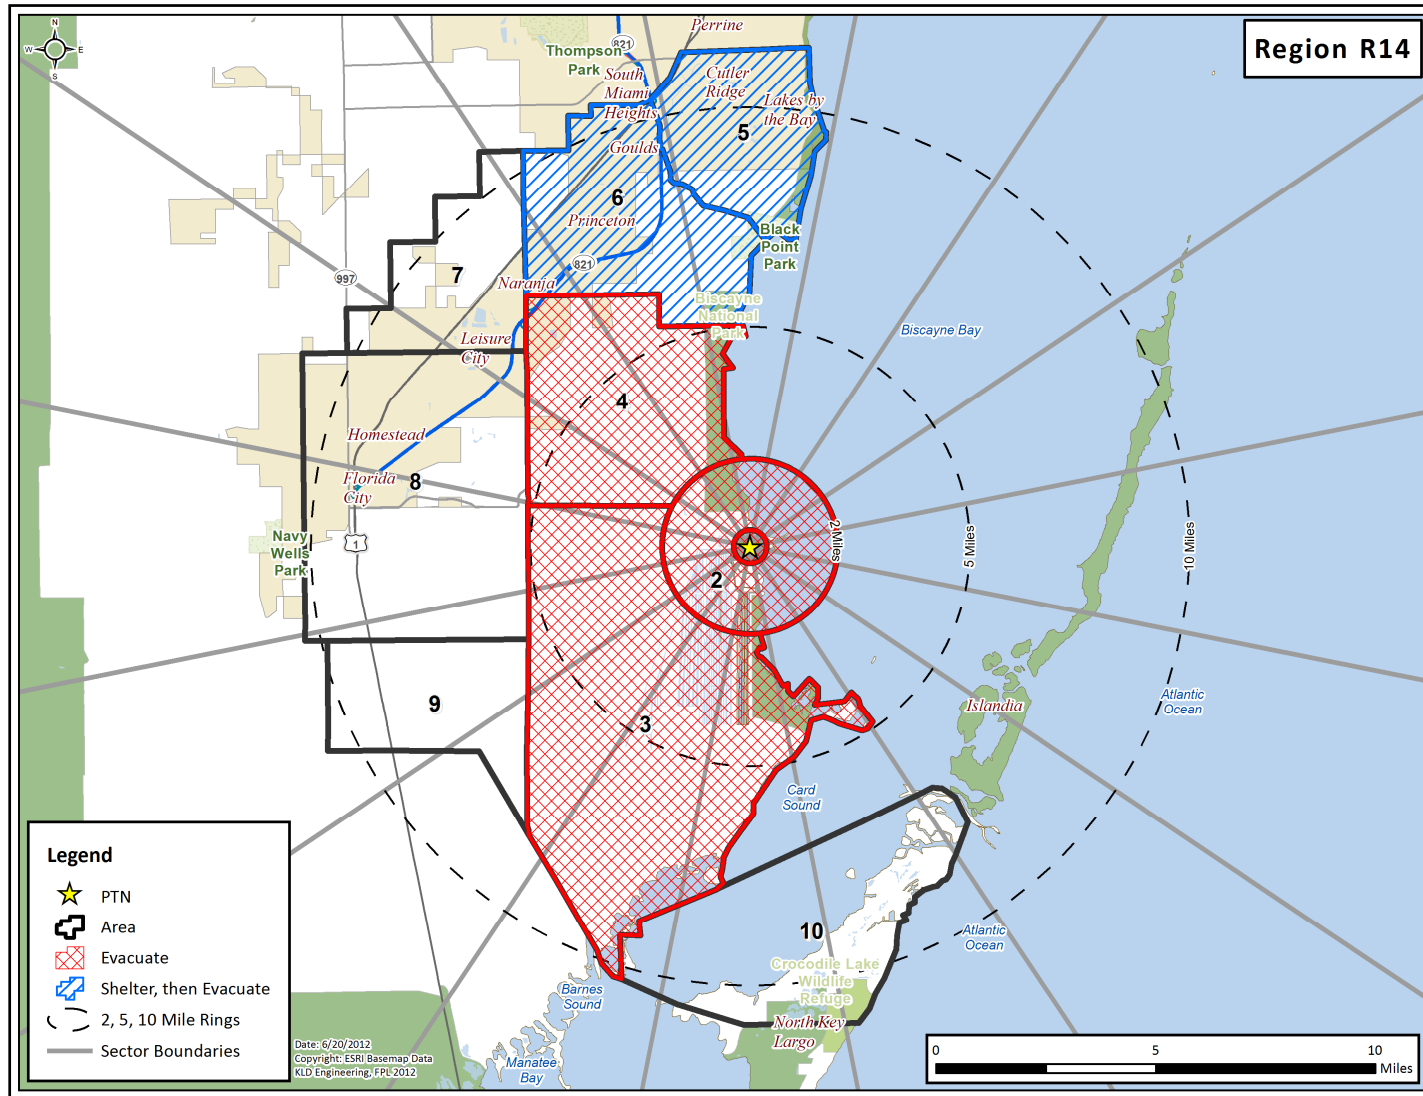 Region R14
N
W
E
S
Perrine
821
Thompson
Park
South
Miami
Heights
Cutler
Ridge
Lakes by
the Bay
5
Goulds
6
Princeton
Black
Point
Park
821
997
7
Naranja
Biscayne
National
Park
Biscayne Bay
Leisure
City
4
Homestead
8
Florida
City
Navy
Wells
Park
1
2 Miles
5 Miles
10 Miles
2
9
3
Islandia
Atlantic
Ocean
Card
Sound
10
Atlantic
Ocean
Crocodile Lake
Wildlife
Refuge
Barnes
Sound
North Key
Largo
Manatee
Bay
Legend
PTN
Area
Evacuate
Shelter, then Evacuate
2, 5, 10 Mile Rings
Sector Boundaries
Date: 6/20/2012
Copyright: ESRI Basemap Data
KLD Engineering, FPL 2012
0
5
10
Miles